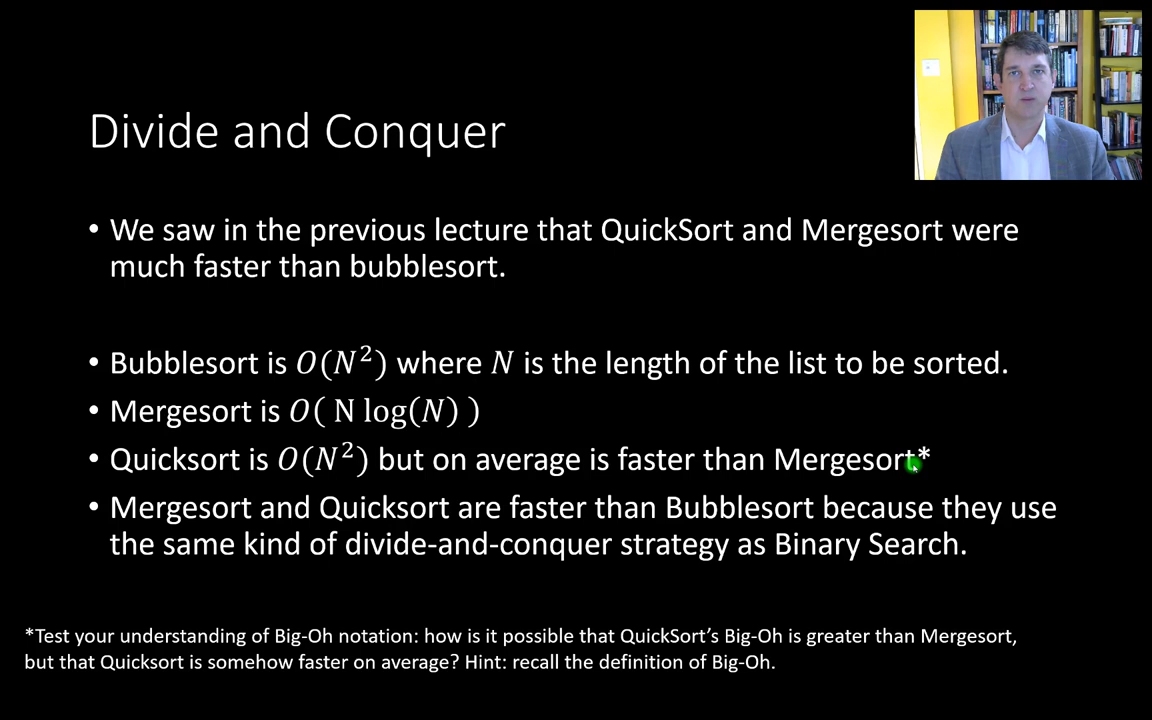 Divide and Conquer
• We saw in the previous lecture that QuickSort and Mergesort were
much faster than bubblesort.
• Bubblesort is O(N²) where N is the length of the list to be sorted.
• Mergesort is O( N log(N) )
• Quicksort is O(N²) but on average is faster than Mergesort*
• Mergesort and Quicksort are faster than Bubblesort because they use
the same kind of divide-and-conquer strategy as Binary Search.
*Test your understanding of Big-Oh notation: how is it possible that QuickSort's Big-Oh is greater than Mergesort,
but that Quicksort is somehow faster on average? Hint: recall the definition of Big-Oh.